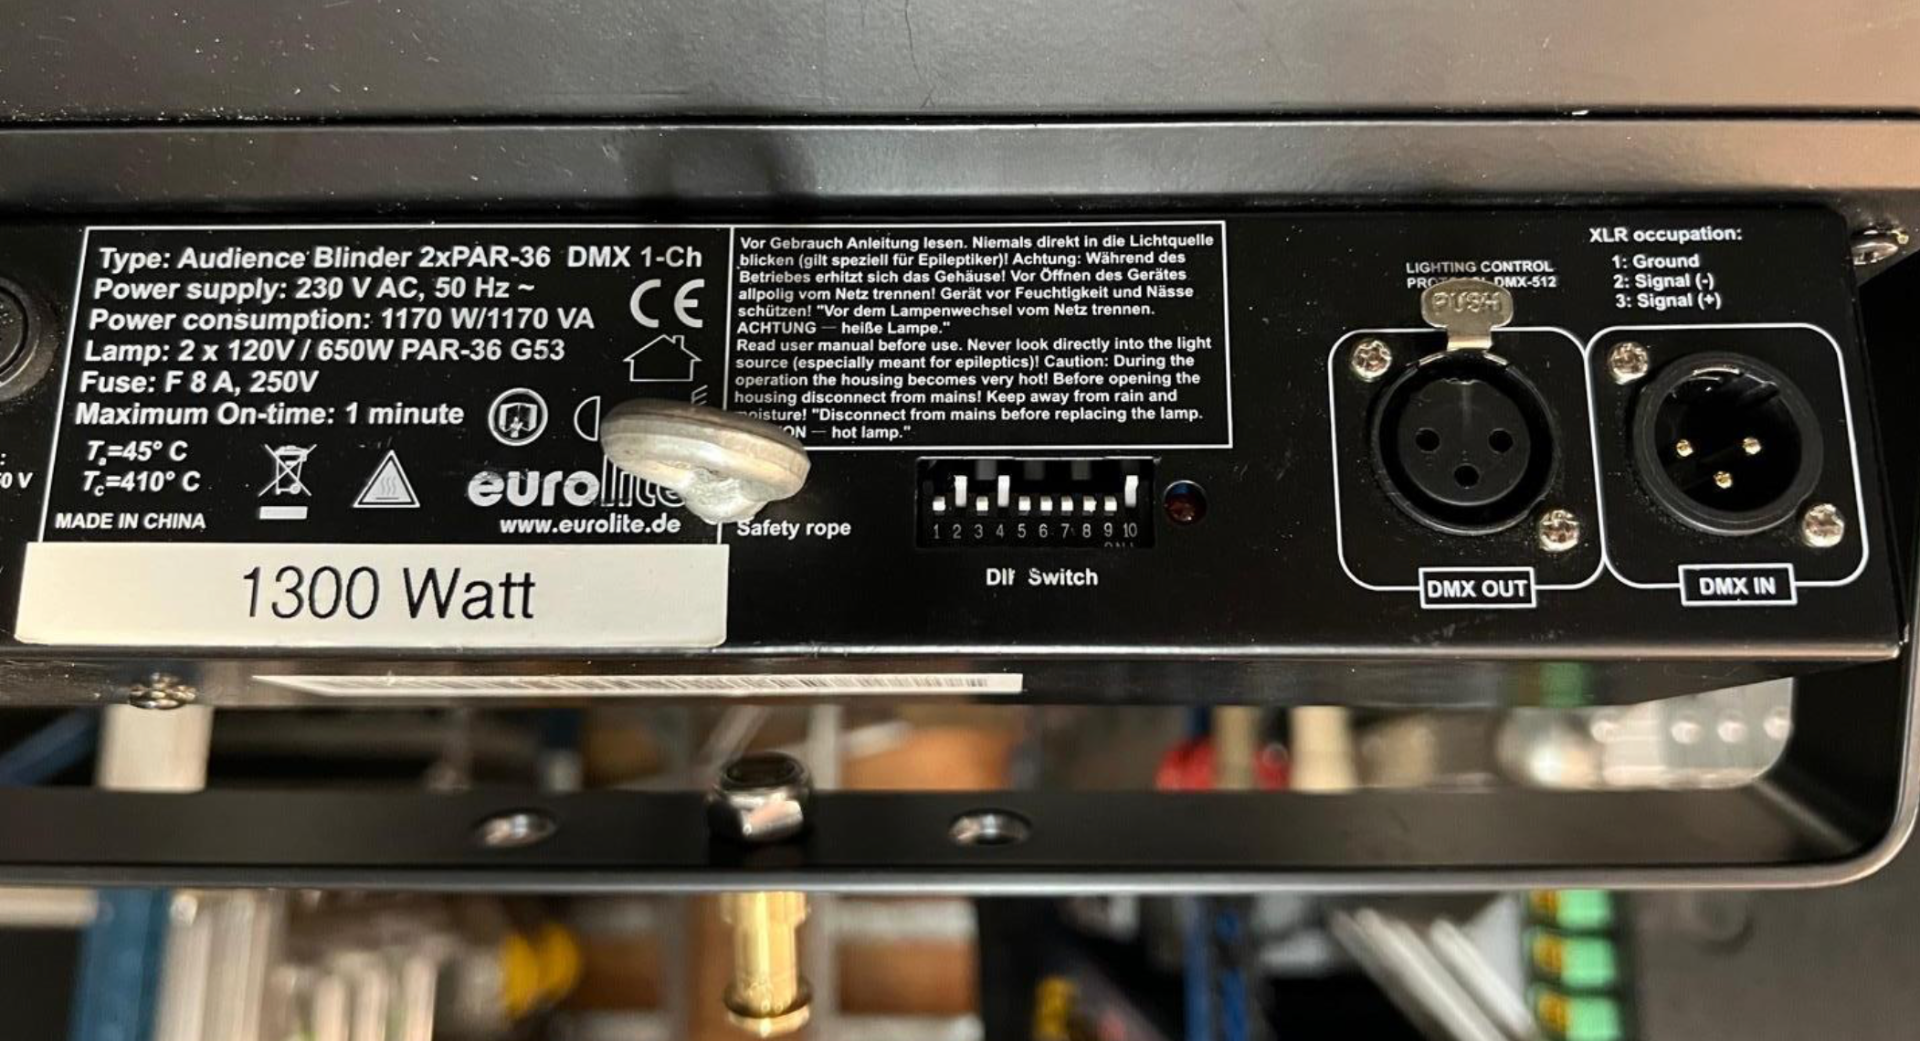 Type: Audience Blinder 2xPAR-36 DMX 1-Ch
Power supply: 230 V AC, 50 Hz ~
Power consumption: 1170 W/1170 VA
Lamp: 2 x 120V / 650W PAR-36 G53
Fuse: F 8 A, 250V
Maximum On-time: 1 minute
Ta=45° C
Tc=410° C
MADE IN CHINA
CE
eurolite
www.eurolite.de
1300 Watt
0 V
Vor Gebrauch Anleitung lesen. Niemals direkt in die Lichtquelle
blicken (gilt speziell für Epileptiker)! Achtung: Während des
Betriebes erhitzt sich das Gehäuse! Vor Öffnen des Gerätes
allpolig vom Netz trennen! Gerät vor Feuchtigkeit und Nässe
schützen! "Vor dem Lampenwechsel vom Netz trennen.
ACHTUNG — heiße Lampe."
Read user manual before use. Never look directly into the light
source (especially meant for epileptics)! Caution: During the
operation the housing becomes very hot! Before opening the
housing disconnect from mains! Keep away from rain and
moisture! "Disconnect from mains before replacing the lamp.
— hot lamp."
Safety rope
1 2 3 4 5 6 7 8 9 10
Switch
LIGHTING CONTROL
DMX-512
PUSH
DMX OUT
XLR occupation:
1: Ground
2: Signal (-)
3: Signal (+)
DMX IN